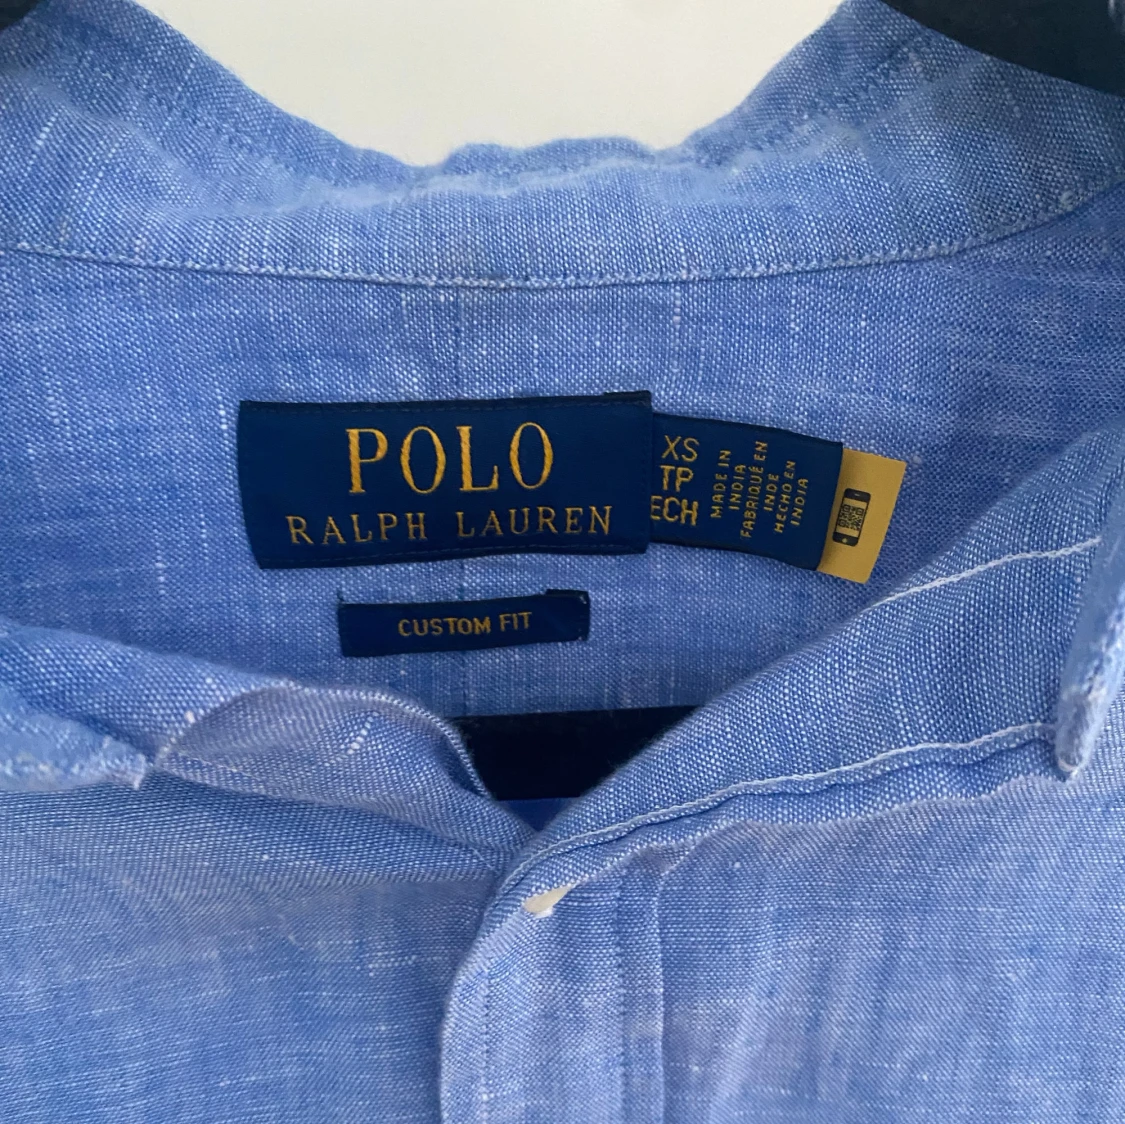 POLO
RALPH LAUREN
XS
TP
ECH
MADE IN
INDIA
FABRIQUÉ EN
INDE
HECHO EN
INDIA
CUSTOM FIT